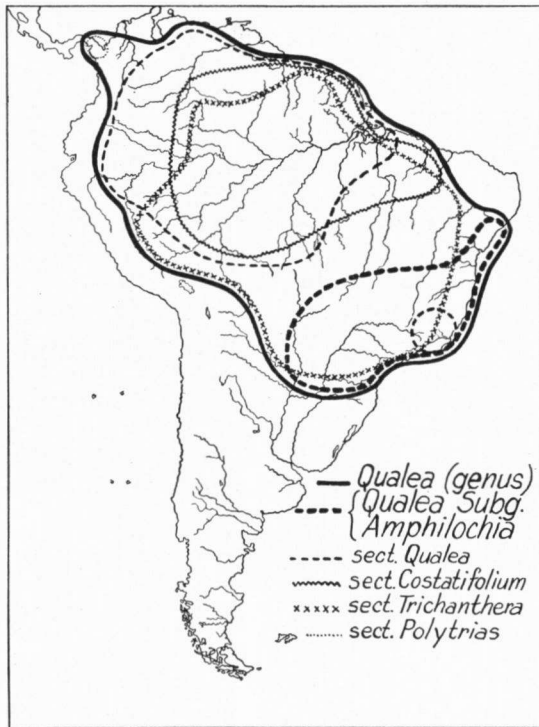 Qualea (genus)
Qualea Subg.
Amphilochia
sect. Qualea
sect. Costatifolium
sect. Trichanthera
sect. Polytrias